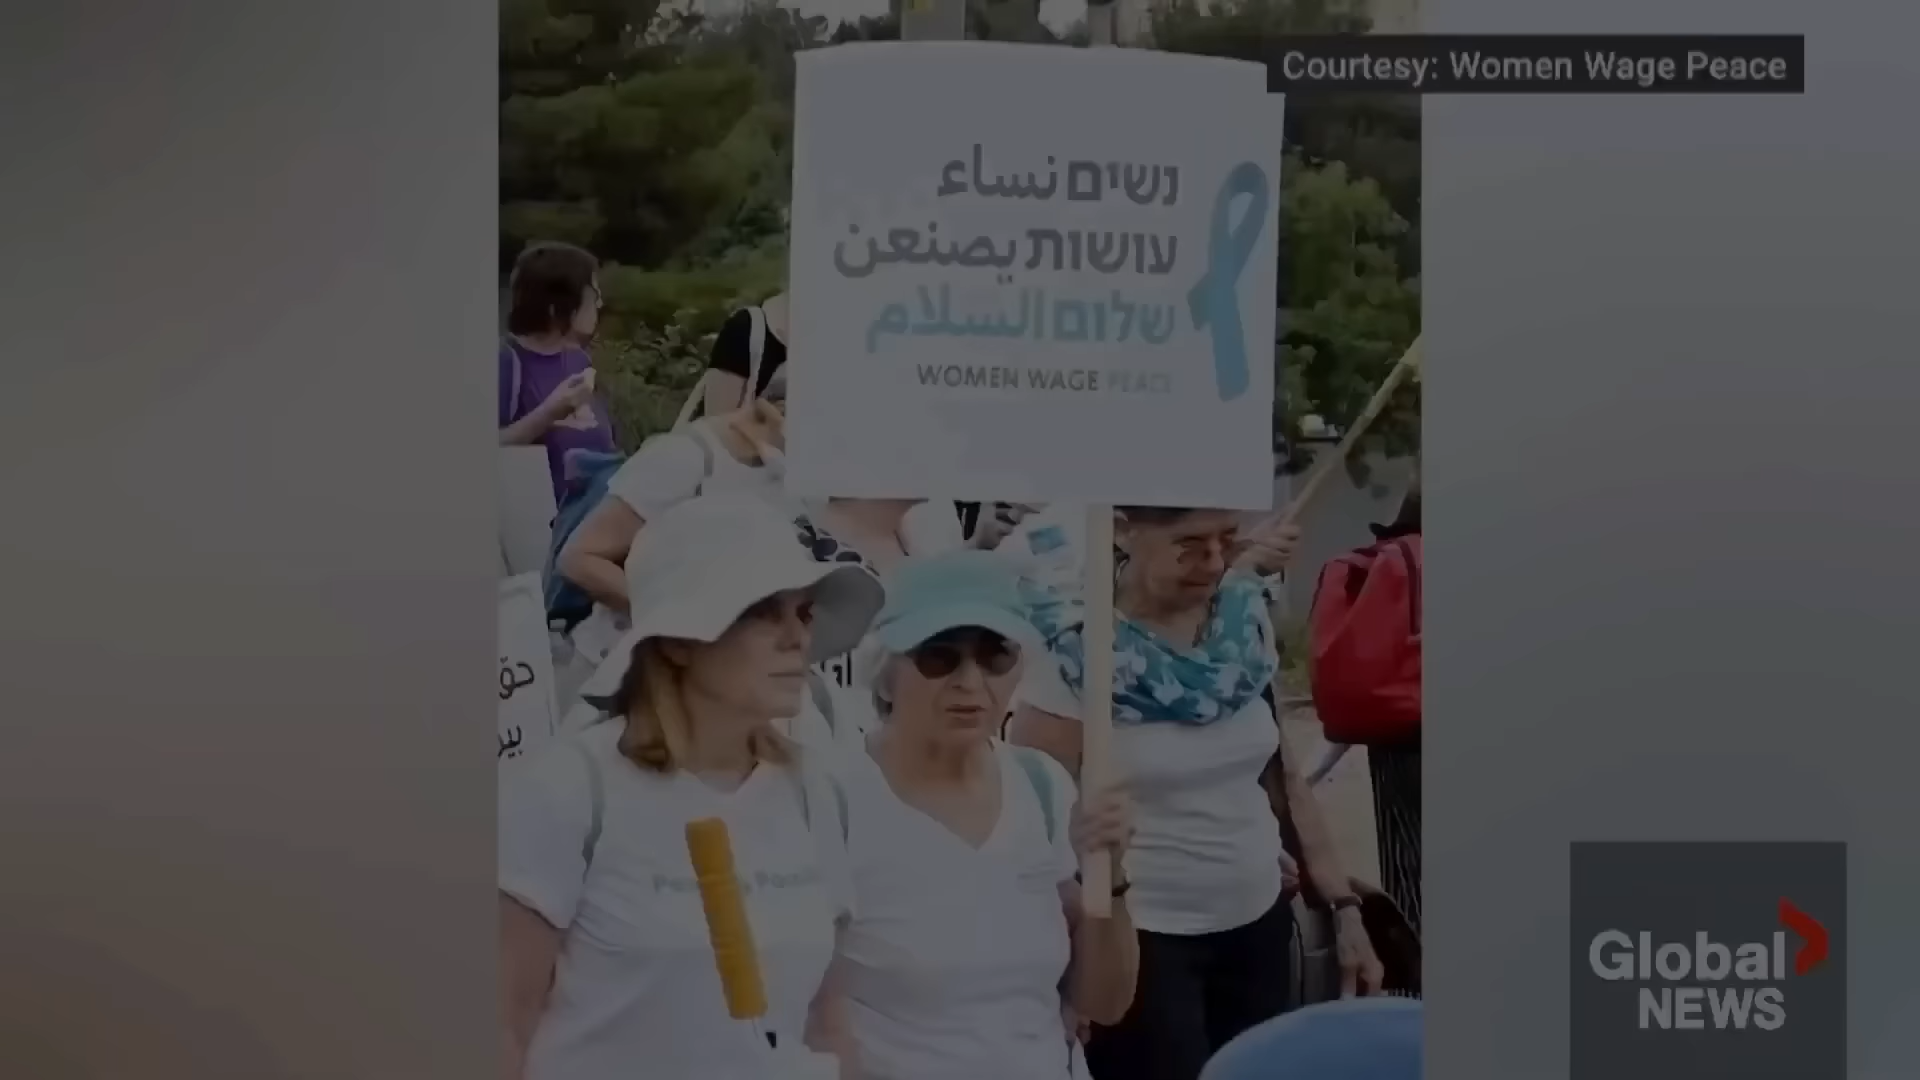 Courtesy: Women Wage Peace
נשים نساء
עושות يصنعن
שלום السلام
WOMEN WAGE PEACE
Global
NEWS